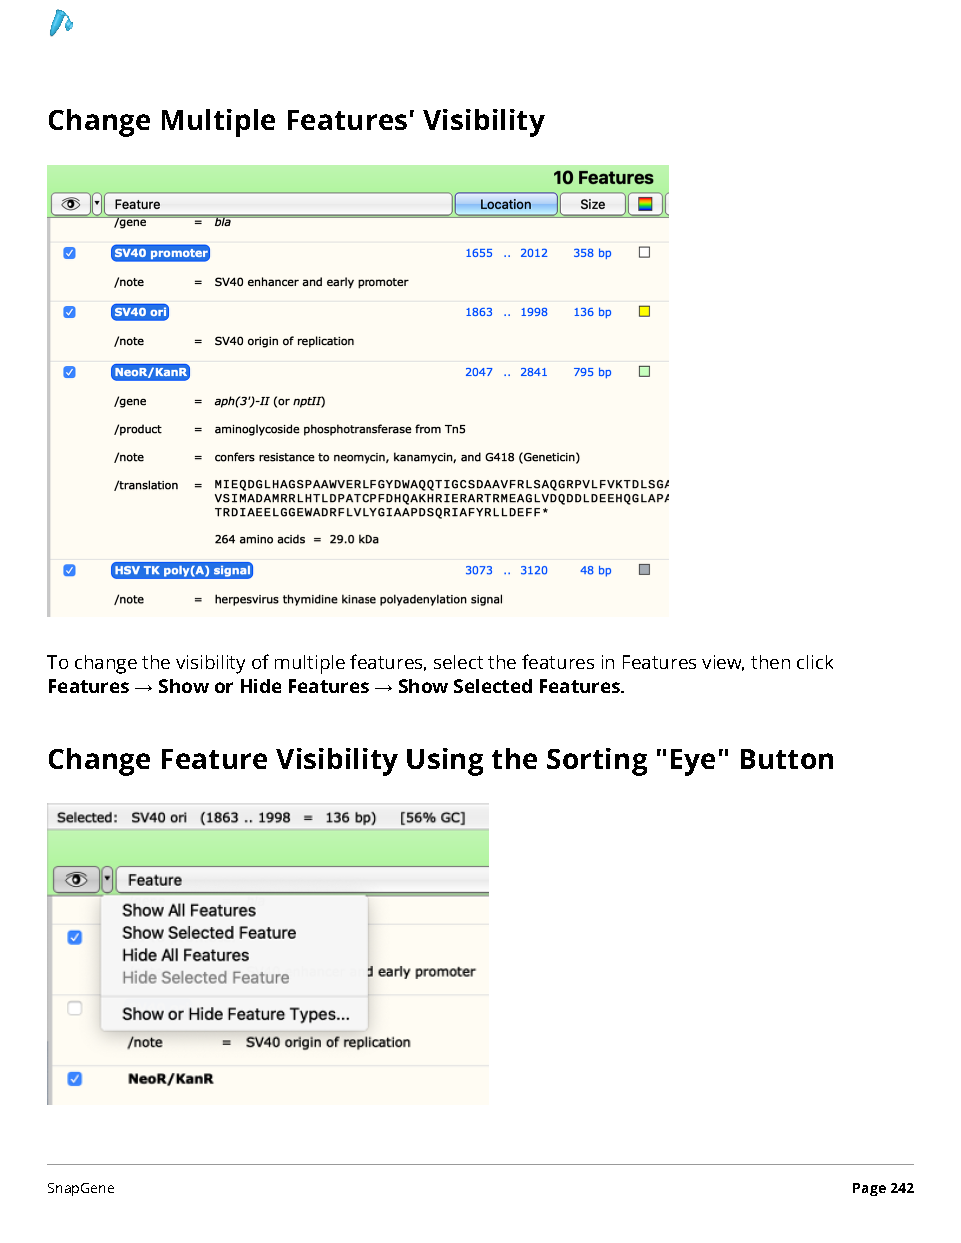 Change Multiple Features' Visibility
10 Features
Feature Location Size
/gene = bla
SV40 promoter 1655 .. 2012 358 bp
/note = SV40 enhancer and early promoter
SV40 ori 1863 .. 1998 136 bp
/note = SV40 origin of replication
NeoR/KanR 2047 .. 2841 795 bp
/gene = aph(3')-II (or nptII)
/product = aminoglycoside phosphotransferase from Tn5
/note = confers resistance to neomycin, kanamycin, and G418 (Geneticin)
/translation = MIEQDGLHAGSPAAWVERLFGYDWAQQTIGCSDAAVFRLSAQGRPVLFVKTDLSGA
VSIMADAMRRLHTLDPATCPFDHQAKHRIERARTRMEAGLVDQDDLDEEHQGLAPA
TRDIAEELGGEWADRFLVLYGIAAPDSQRIAFYRLLDEFF*
264 amino acids = 29.0 kDa
HSV TK poly(A) signal 3073 .. 3120 48 bp
/note = herpesvirus thymidine kinase polyadenylation signal
To change the visibility of multiple features, select the features in Features view, then click
Features → Show or Hide Features → Show Selected Features.
Change Feature Visibility Using the Sorting "Eye" Button
Selected: SV40 ori (1863 .. 1998 = 136 bp) [56% GC]
Feature
Show All Features
Show Selected Feature
Hide All Features
d early promoter
Hide Selected Feature
Show or Hide Feature Types...
/note = SV40 origin of replication
NeoR/KanR
SnapGene Page 242